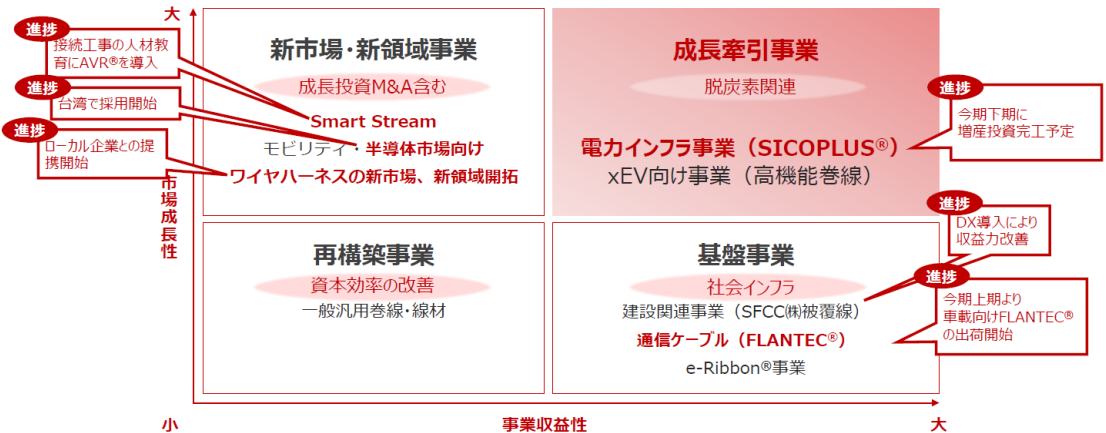 大
進捗
接続工事の人材教
育にAVR®を導入
進捗
台湾で採用開始
進捗
ローカル企業との提
携開始
市場成長性
新市場・新領域事業
成長投資M&A含む
Smart Stream
モビリティ・半導体市場向け
ワイヤハーネスの新市場、新領域開拓
成長牽引事業
脱炭素関連
電力インフラ事業（SICOPLUS®）
xEV向け事業（高機能巻線）
進捗
今期下期に
増産投資完工予定
再構築事業
資本効率の改善
一般汎用巻線・線材
基盤事業
社会インフラ
建設関連事業（SFCC㈱被覆線）
通信ケーブル（FLANTEC®）
e-Ribbon®事業
進捗
DX導入により
収益力改善
進捗
今期上期より
車載向けFLANTEC®
の出荷開始
小
事業収益性
大